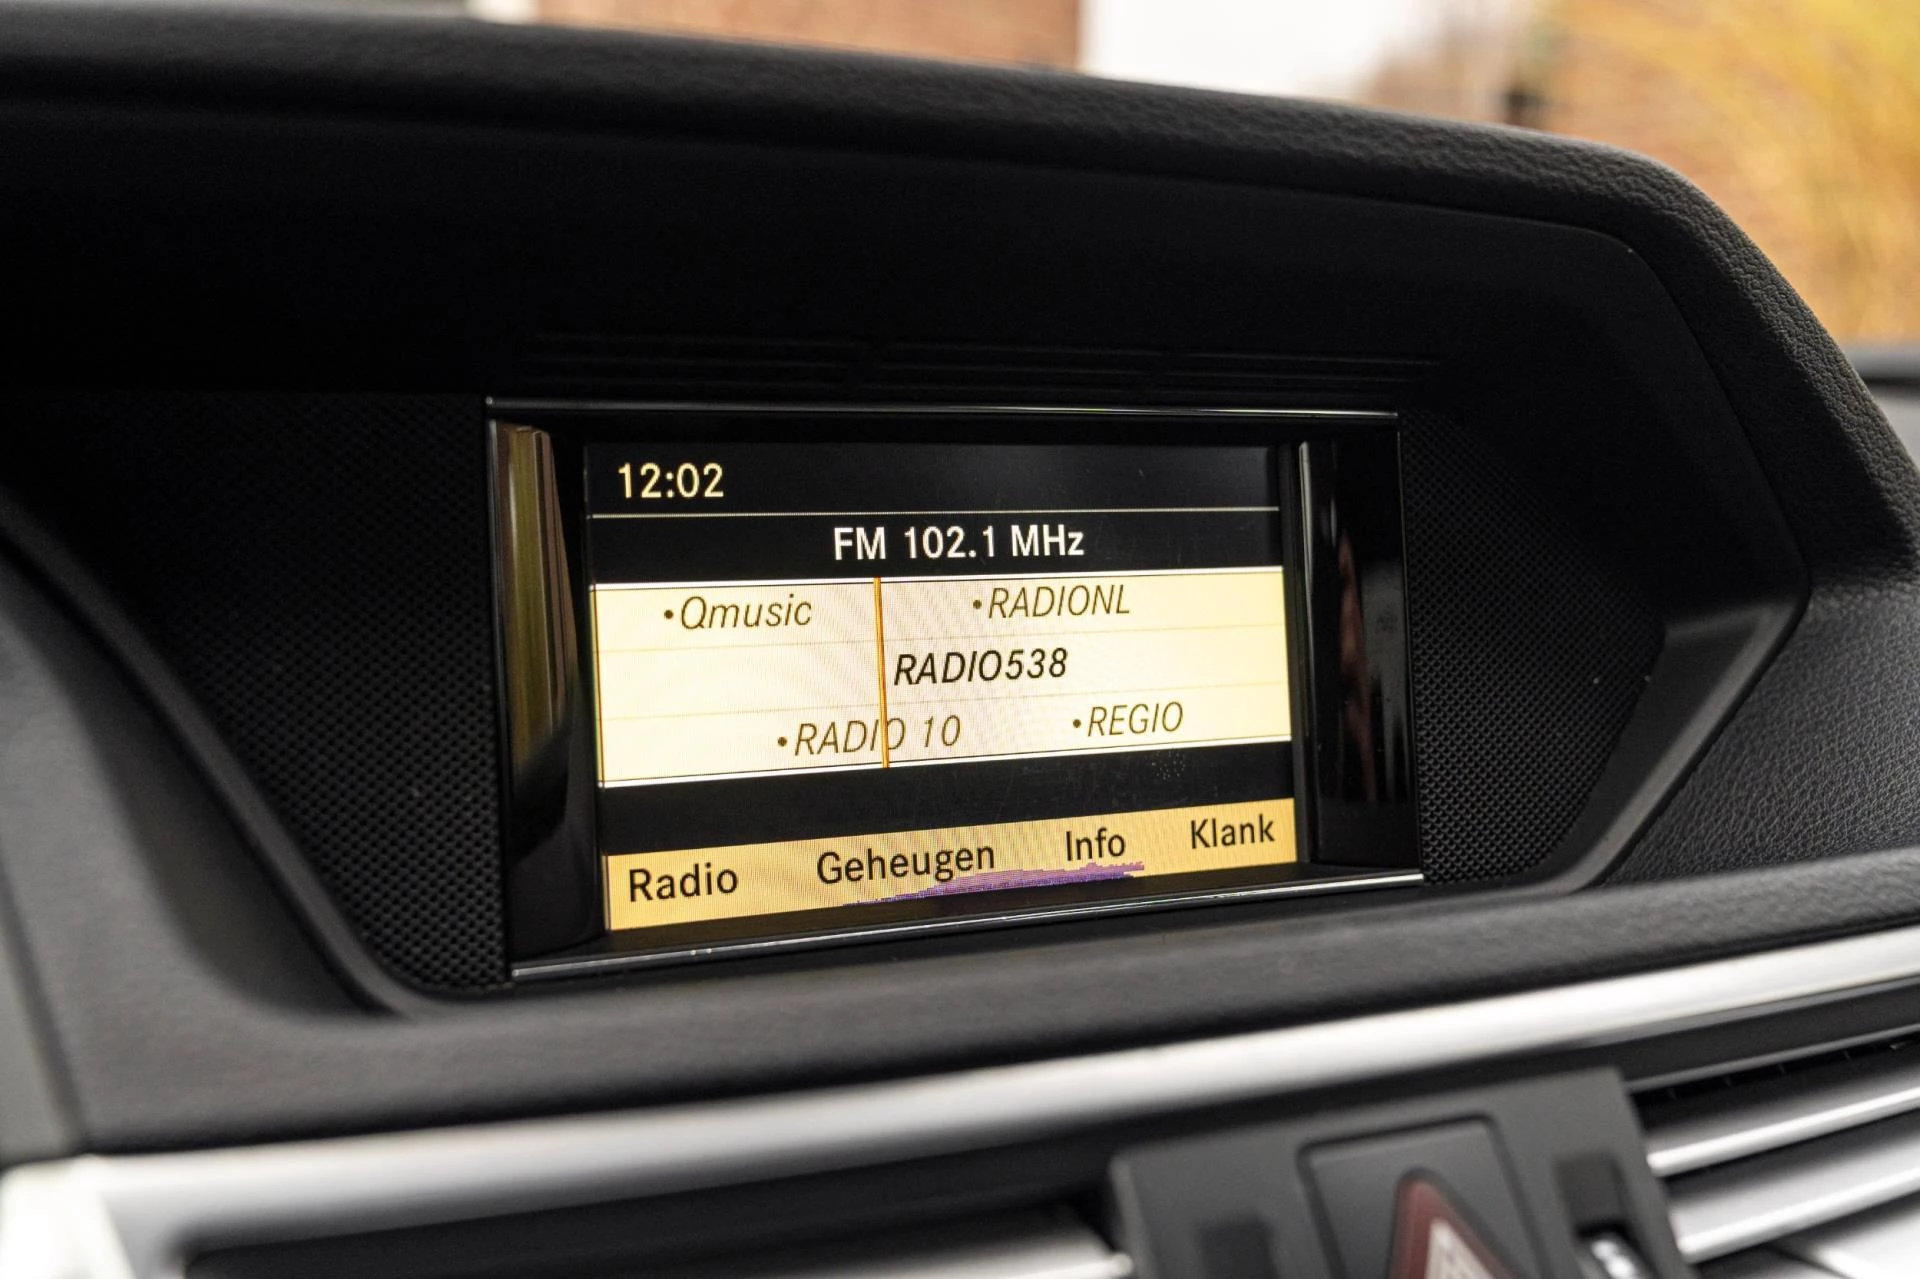 12:02
FM 102.1 MHz
•Qmusic •RADIONL
RADIO538
•RADIO 10 •REGIO
Radio Geheugen Info Klank